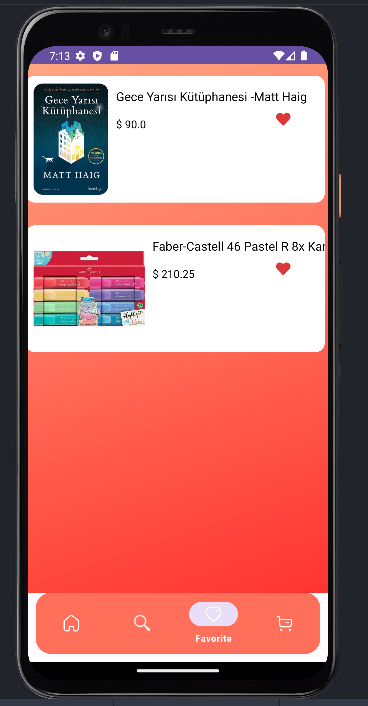 7:13
Gece Yarısı
Kütüphanesi
MATT HAIG
Gece Yarısı Kütüphanesi -Matt Haig
$ 90.0
Faber-Castell 46 Pastel R 8x Kar
$ 210.25
Favorite